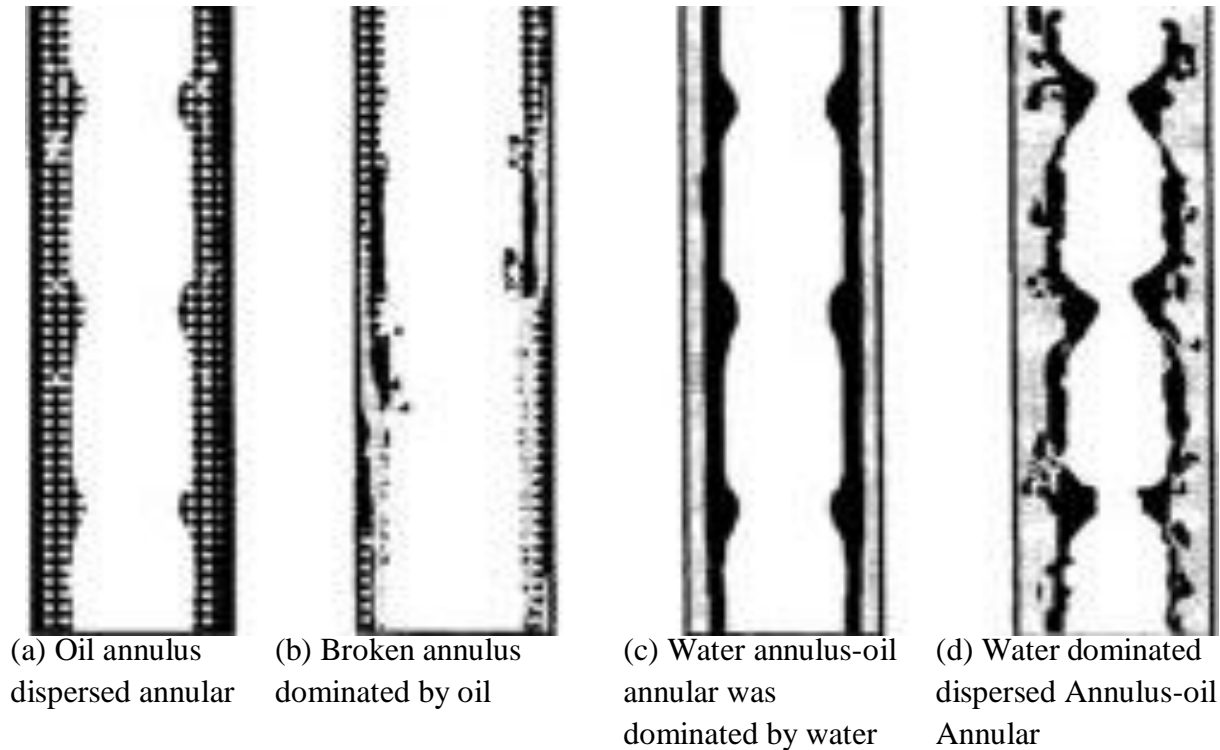 (a) Oil annulus
dispersed annular
(b) Broken annulus
dominated by oil
(c) Water annulus-oil
annular was
dominated by water
(d) Water dominated
dispersed Annulus-oil
Annular